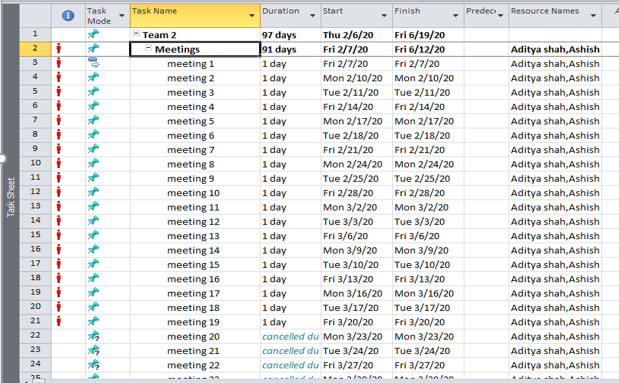 Task Mode Task Name Duration Start Finish Predec Resource Names
1 Team 2 97 days Thu 2/6/20 Fri 6/19/20
2 Meetings 91 days Fri 2/7/20 Fri 6/12/20 Aditya shah,Ashish
3 meeting 1 1 day Fri 2/7/20 Fri 2/7/20 Aditya shah,Ashish
4 meeting 2 1 day Mon 2/10/20 Mon 2/10/20 Aditya shah,Ashish
5 meeting 3 1 day Tue 2/11/20 Tue 2/11/20 Aditya shah,Ashish
6 meeting 4 1 day Fri 2/14/20 Fri 2/14/20 Aditya shah,Ashish
7 meeting 5 1 day Mon 2/17/20 Mon 2/17/20 Aditya shah,Ashish
8 meeting 6 1 day Tue 2/18/20 Tue 2/18/20 Aditya shah,Ashish
9 meeting 7 1 day Fri 2/21/20 Fri 2/21/20 Aditya shah,Ashish
10 meeting 8 1 day Mon 2/24/20 Mon 2/24/20 Aditya shah,Ashish
11 meeting 9 1 day Tue 2/25/20 Tue 2/25/20 Aditya shah,Ashish
12 meeting 10 1 day Fri 2/28/20 Fri 2/28/20 Aditya shah,Ashish
13 meeting 11 1 day Mon 3/2/20 Mon 3/2/20 Aditya shah,Ashish
14 meeting 12 1 day Tue 3/3/20 Tue 3/3/20 Aditya shah,Ashish
15 meeting 13 1 day Fri 3/6/20 Fri 3/6/20 Aditya shah,Ashish
16 meeting 14 1 day Mon 3/9/20 Mon 3/9/20 Aditya shah,Ashish
17 meeting 15 1 day Tue 3/10/20 Tue 3/10/20 Aditya shah,Ashish
18 meeting 16 1 day Fri 3/13/20 Fri 3/13/20 Aditya shah,Ashish
19 meeting 17 1 day Mon 3/16/20 Mon 3/16/20 Aditya shah,Ashish
20 meeting 18 1 day Tue 3/17/20 Tue 3/17/20 Aditya shah,Ashish
21 meeting 19 1 day Fri 3/20/20 Fri 3/20/20 Aditya shah,Ashish
22 meeting 20 cancelled du Mon 3/23/20 Mon 3/23/20 Aditya shah,Ashish
23 meeting 21 cancelled du Tue 3/24/20 Tue 3/24/20 Aditya shah,Ashish
24 meeting 22 cancelled du Fri 3/27/20 Fri 3/27/20 Aditya shah,Ashish
Task Sheet